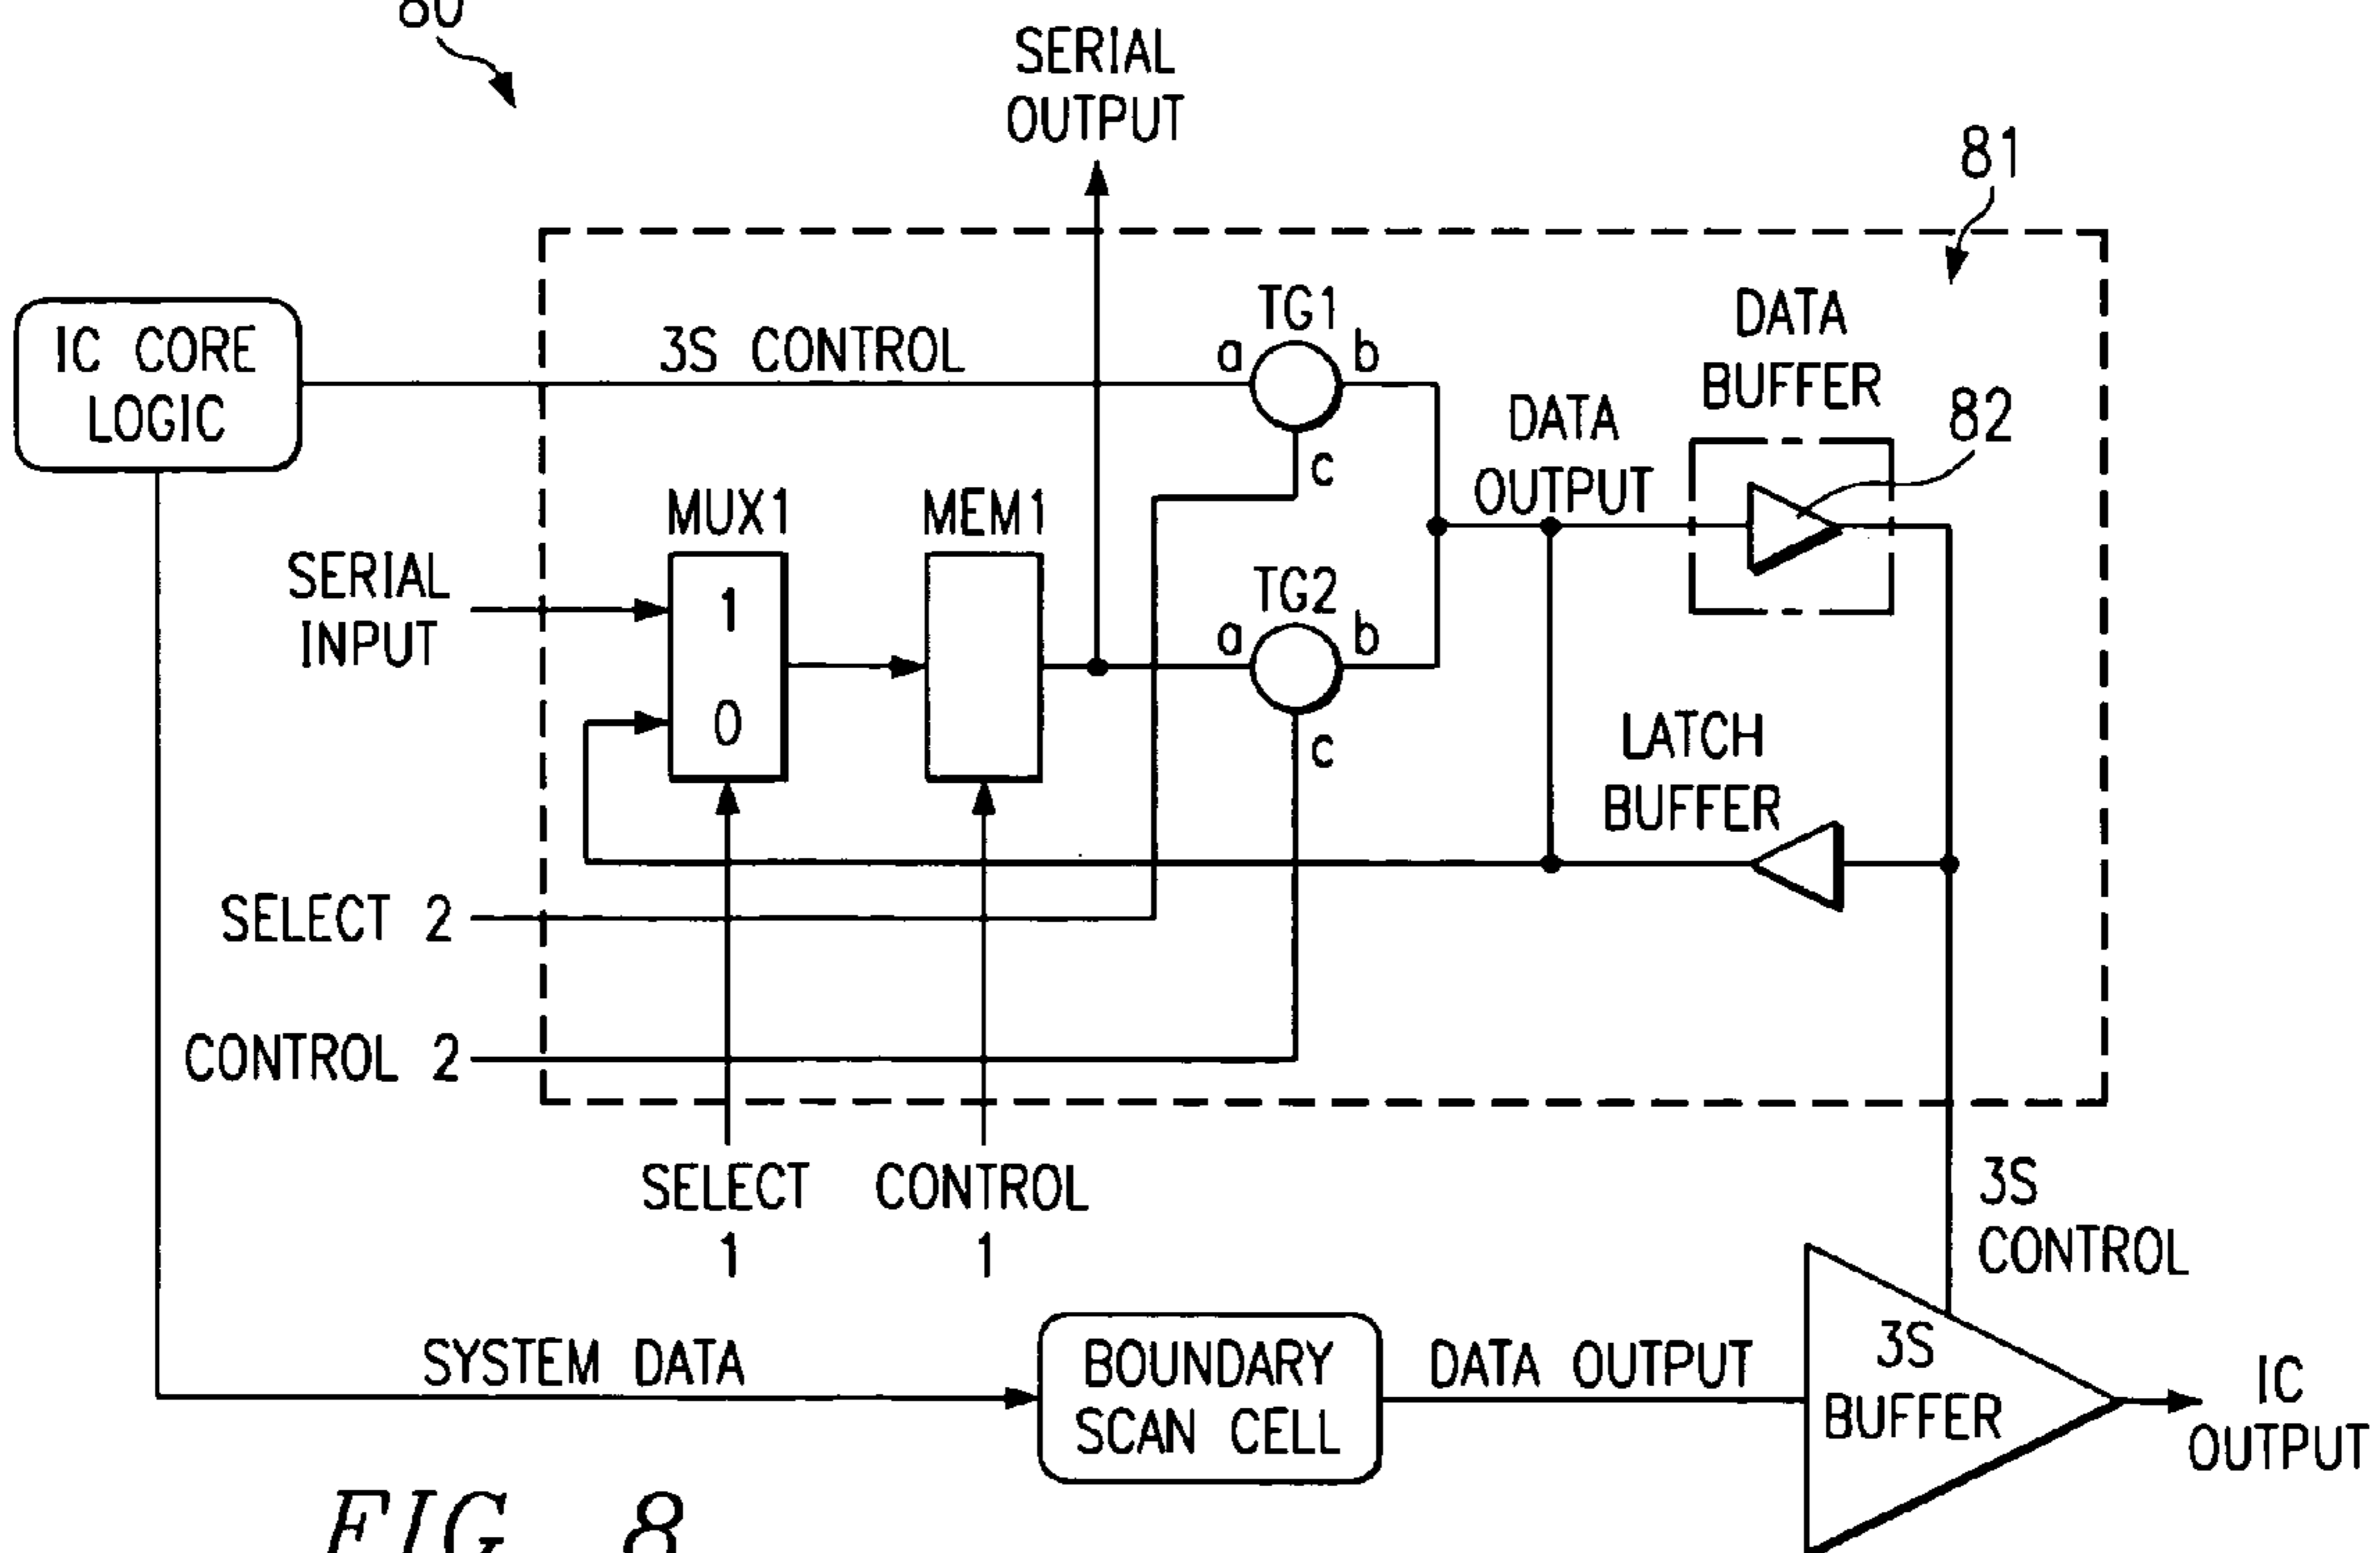 80
SERIAL
OUTPUT
81
IC CORE
LOGIC
3S CONTROL
TG1
a
b
c
DATA
BUFFER
82
DATA
OUTPUT
MUX1
1
0
MEM1
SERIAL
INPUT
TG2
a
b
c
LATCH
BUFFER
SELECT 2
CONTROL 2
SELECT
1
CONTROL
1
3S
CONTROL
SYSTEM DATA
BOUNDARY
SCAN CELL
DATA OUTPUT
3S
BUFFER
IC
OUTPUT
FIG. 8